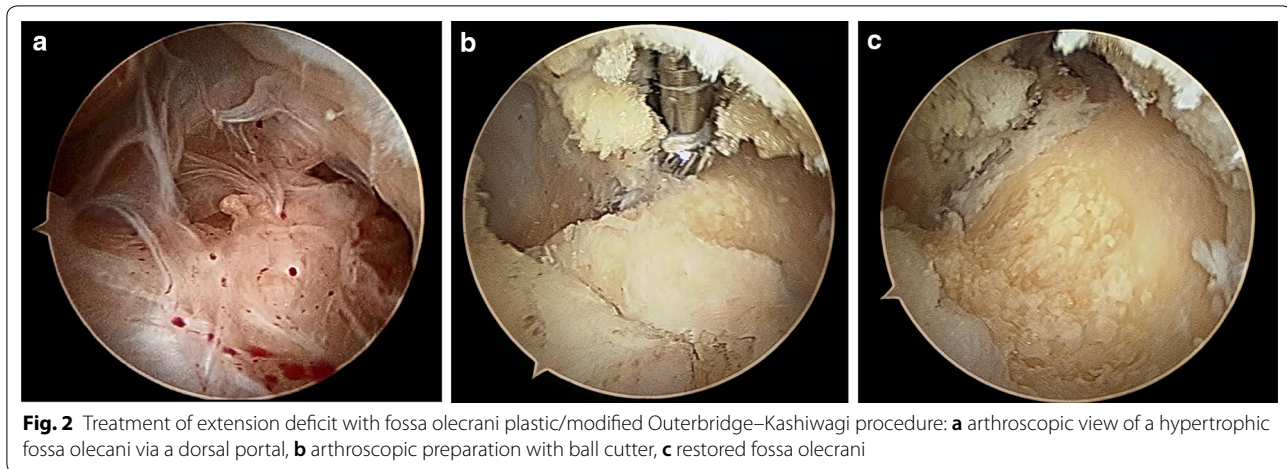 a
b
c
Fig. 2 Treatment of extension deficit with fossa olecrani plastic/modified Outerbridge–Kashiwagi procedure: a arthroscopic view of a hypertrophic
fossa olecani via a dorsal portal, b arthroscopic preparation with ball cutter, c restored fossa olecrani